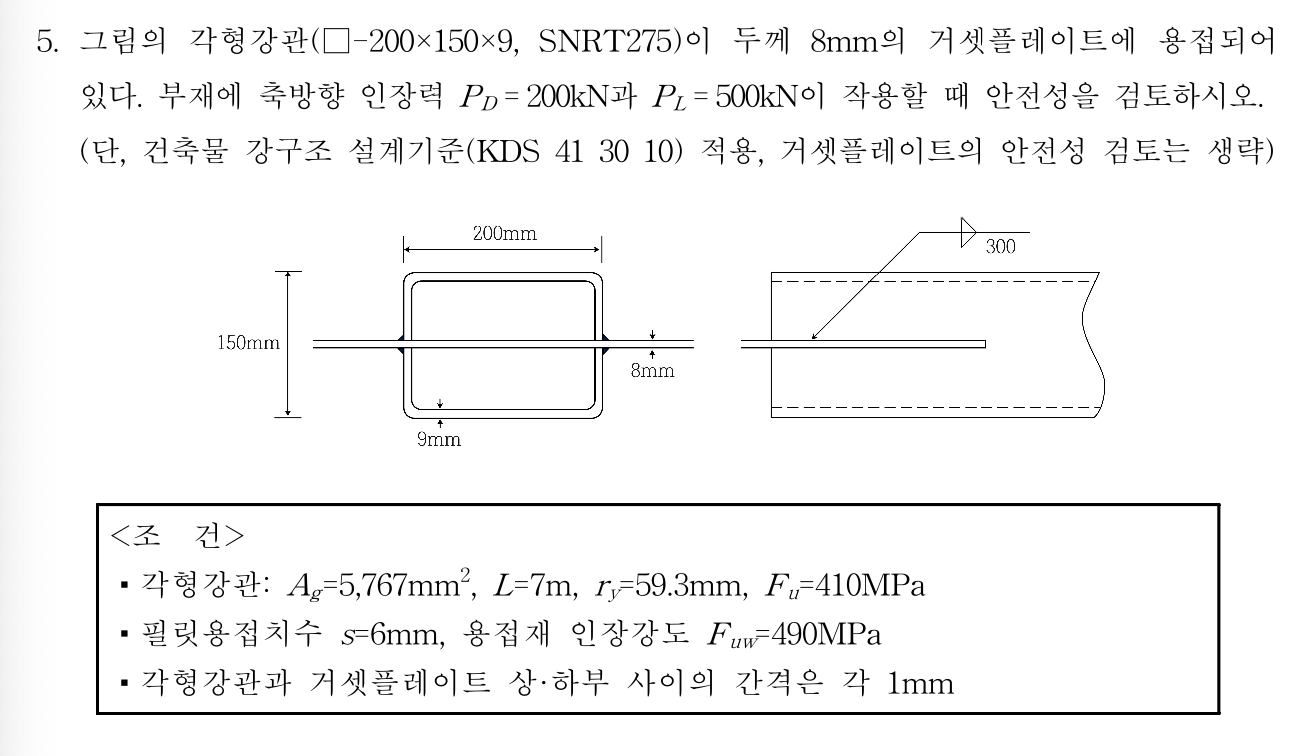 5. 그림의 각형강관(□-200×150×9, SNRT275)이 두께 8mm의 거셋플레이트에 용접되어
있다. 부재에 축방향 인장력 P_D = 200kN과 P_L = 500kN이 작용할 때 안전성을 검토하시오.
(단, 건축물 강구조 설계기준(KDS 41 30 10) 적용, 거셋플레이트의 안전성 검토는 생략)
200mm
300
150mm
8mm
9mm
<조 건>
▪ 각형강관: A_g=5,767mm², L=7m, r_y=59.3mm, F_u=410MPa
▪ 필릿용접치수 s=6mm, 용접재 인장강도 F_uw=490MPa
▪ 각형강관과 거셋플레이트 상·하부 사이의 간격은 각 1mm